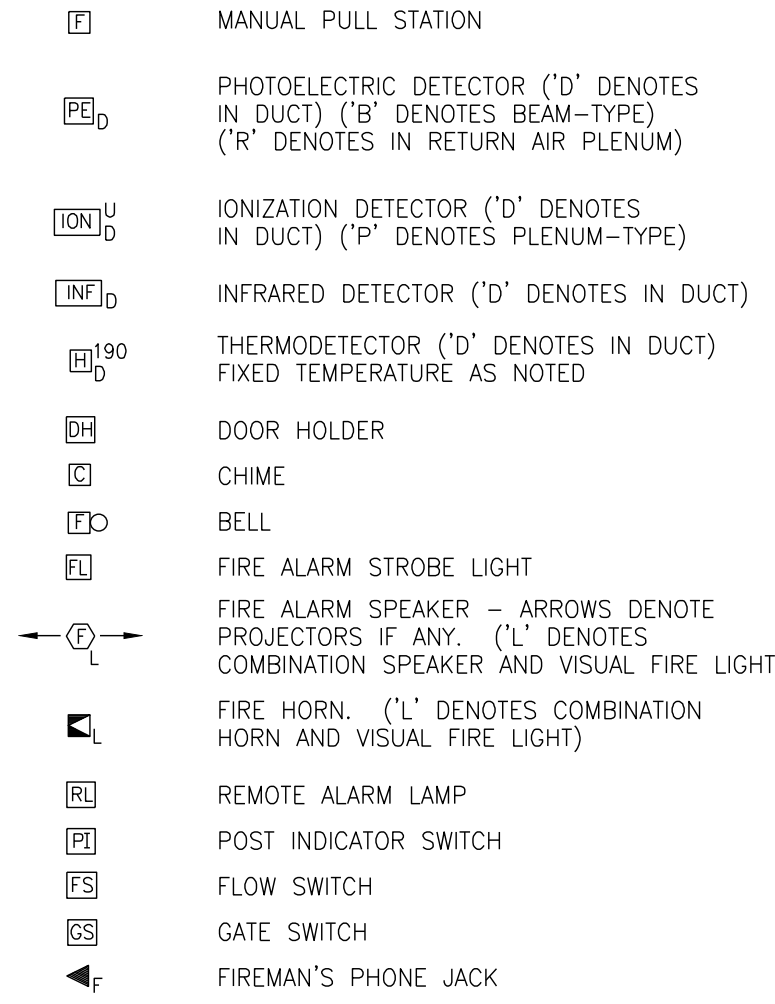 F MANUAL PULL STATION
PE D PHOTOELECTRIC DETECTOR ('D' DENOTES
IN DUCT) ('B' DENOTES BEAM-TYPE)
('R' DENOTES IN RETURN AIR PLENUM)
ION U D IONIZATION DETECTOR ('D' DENOTES
IN DUCT) ('P' DENOTES PLENUM-TYPE)
INF D INFRARED DETECTOR ('D' DENOTES IN DUCT)
H 190 D THERMODETECTOR ('D' DENOTES IN DUCT)
FIXED TEMPERATURE AS NOTED
DH DOOR HOLDER
C CHIME
F BELL
FL FIRE ALARM STROBE LIGHT
F L FIRE ALARM SPEAKER – ARROWS DENOTE
PROJECTORS IF ANY. ('L' DENOTES
COMBINATION SPEAKER AND VISUAL FIRE LIGHT
L FIRE HORN. ('L' DENOTES COMBINATION
HORN AND VISUAL FIRE LIGHT)
RL REMOTE ALARM LAMP
PI POST INDICATOR SWITCH
FS FLOW SWITCH
GS GATE SWITCH
F FIREMAN'S PHONE JACK